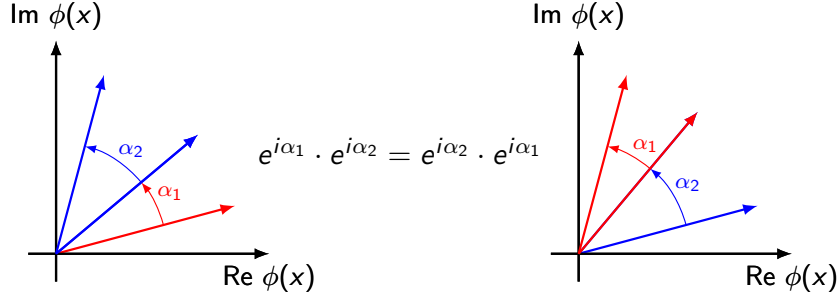 Im ϕ(x)
α₂
α₁
Re ϕ(x)
e^{iα₁} · e^{iα₂} = e^{iα₂} · e^{iα₁}
Im ϕ(x)
α₁
α₂
Re ϕ(x)